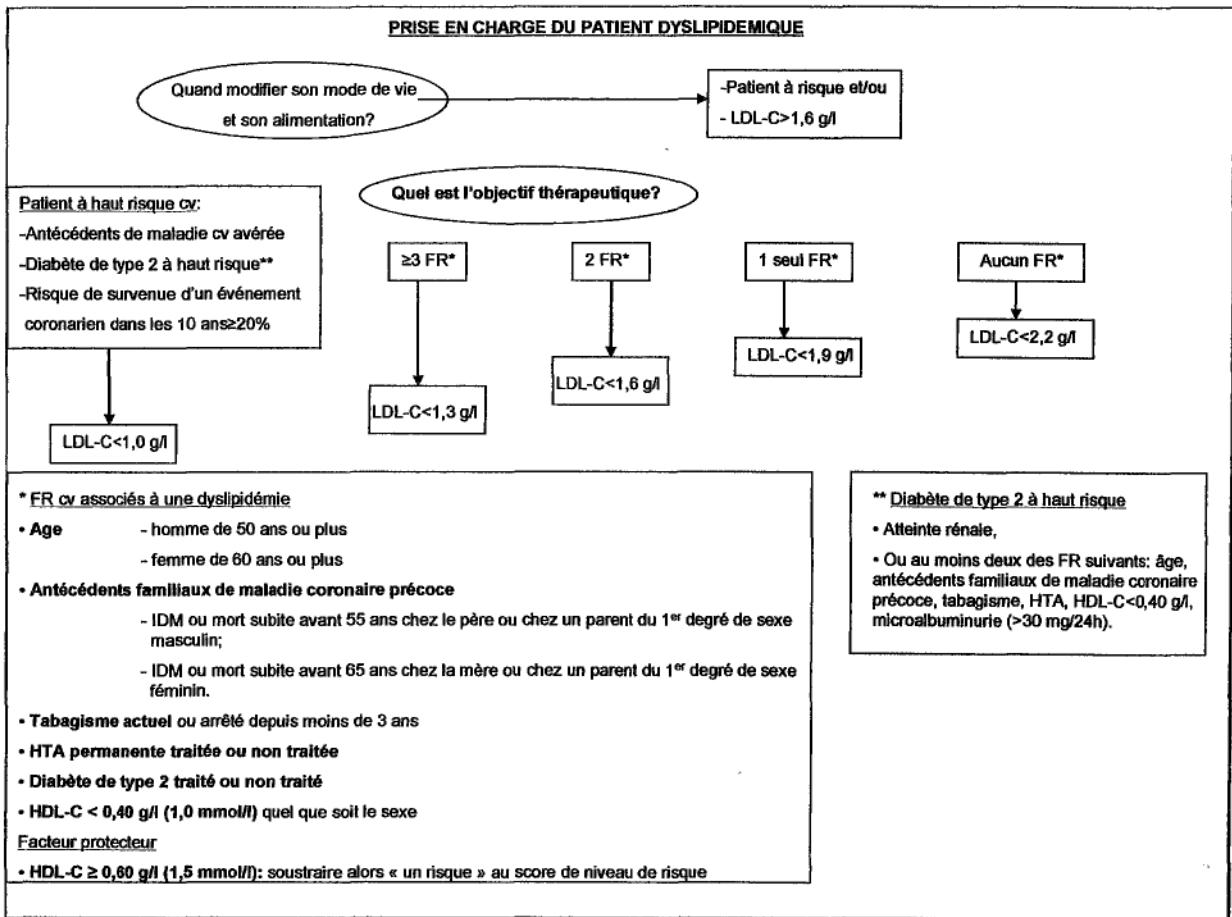 PRISE EN CHARGE DU PATIENT DYSLIPIDEMIQUE
Quand modifier son mode de vie
et son alimentation?
-Patient à risque et/ou
- LDL-C>1,6 g/l
Quel est l'objectif thérapeutique?
Patient à haut risque cv:
-Antécédents de maladie cv avérée
-Diabète de type 2 à haut risque**
-Risque de survenue d'un événement
coronarien dans les 10 ans≥20%
≥3 FR*
2 FR*
1 seul FR*
Aucun FR*
LDL-C<1,0 g/l
LDL-C<1,3 g/l
LDL-C<1,6 g/l
LDL-C<1,9 g/l
LDL-C<2,2 g/l
* FR cv associés à une dyslipidémie
• Age - homme de 50 ans ou plus
- femme de 60 ans ou plus
• Antécédents familiaux de maladie coronaire précoce
- IDM ou mort subite avant 55 ans chez le père ou chez un parent du 1er degré de sexe
masculin;
- IDM ou mort subite avant 65 ans chez la mère ou chez un parent du 1er degré de sexe
féminin.
• Tabagisme actuel ou arrêté depuis moins de 3 ans
• HTA permanente traitée ou non traitée
• Diabète de type 2 traité ou non traité
• HDL-C < 0,40 g/l (1,0 mmol/l) quel que soit le sexe
Facteur protecteur
• HDL-C ≥ 0,60 g/l (1,5 mmol/l): soustraire alors « un risque » au score de niveau de risque
** Diabète de type 2 à haut risque
• Atteinte rénale,
• Ou au moins deux des FR suivants: âge,
antécédents familiaux de maladie coronaire
précoce, tabagisme, HTA, HDL-C<0,40 g/l,
microalbuminurie (>30 mg/24h).